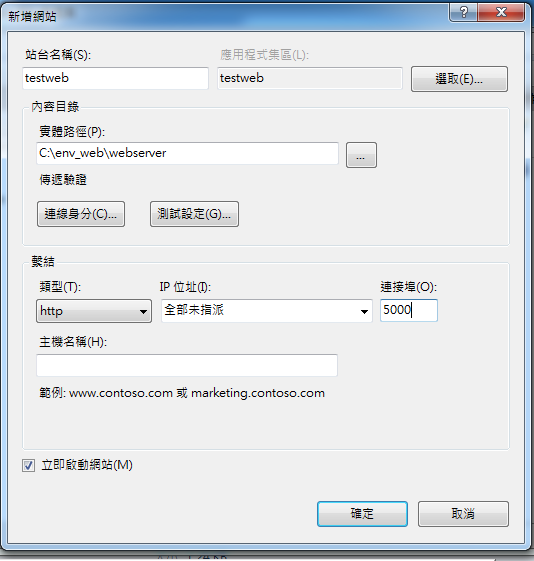 新增網站
站台名稱(S):
應用程式集區(L):
testweb
testweb
選取(E)...
內容目錄
實體路徑(P):
C:\env_web\webserver
...
傳遞驗證
連線身分(C)...
測試設定(G)...
繫結
類型(T):
IP 位址(I):
連接埠(O):
http
全部未指派
5000
主機名稱(H):
範例: www.contoso.com 或 marketing.contoso.com
立即啟動網站(M)
確定
取消